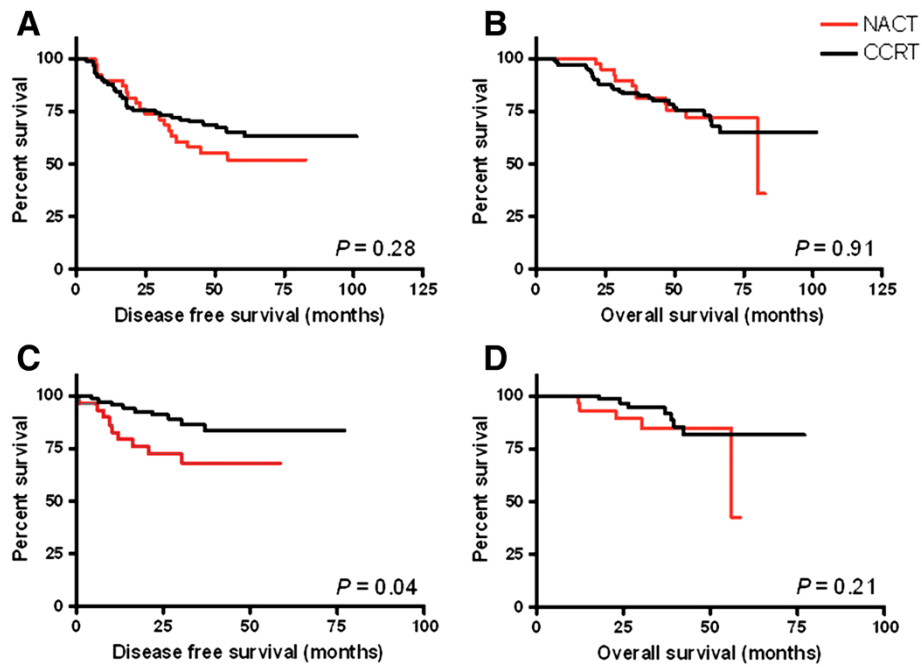 A
Percent survival
100
75
50
25
0
0 25 50 75 100 125
Disease free survival (months)
P = 0.28
B
NACT
CCRT
Percent survival
100
75
50
25
0
0 25 50 75 100 125
Overall survival (months)
P = 0.91
C
Percent survival
100
75
50
25
0
0 25 50 75 100
Disease free survival (months)
P = 0.04
D
Percent survival
100
75
50
25
0
0 25 50 75 100
Overall survival (months)
P = 0.21